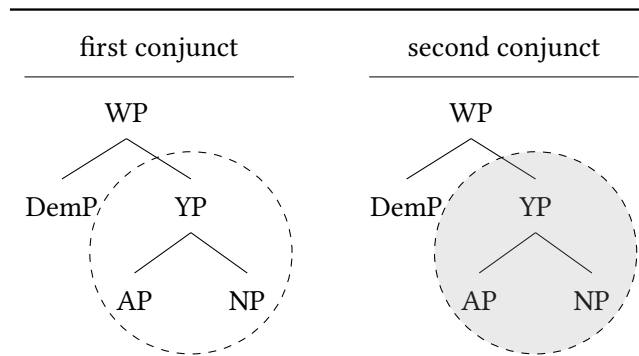 first conjunct second conjunct
WP WP
DemP YP DemP YP
AP NP AP NP